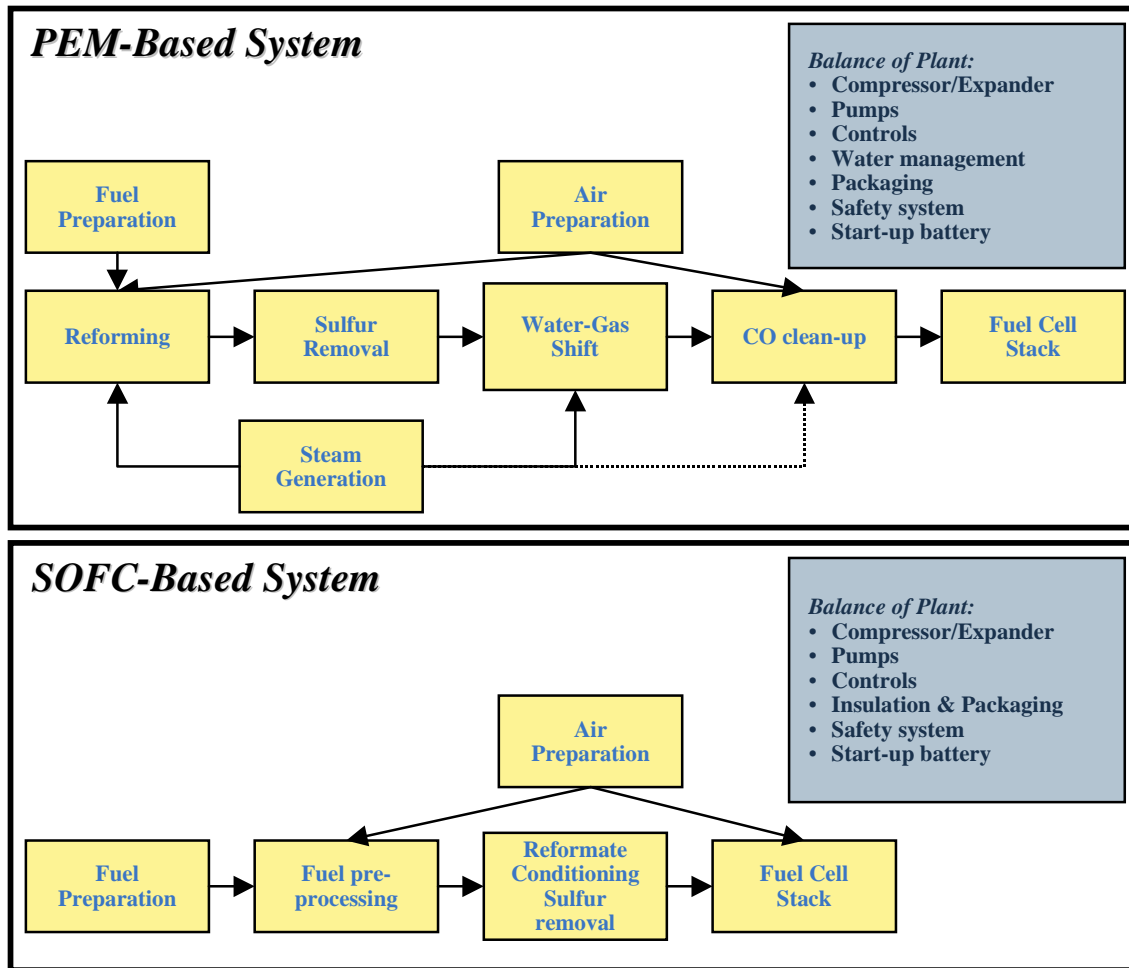 PEM-Based System
Balance of Plant:
• Compressor/Expander
• Pumps
• Controls
• Water management
• Packaging
• Safety system
• Start-up battery
Fuel
Preparation
Air
Preparation
Reforming
Sulfur
Removal
Water-Gas
Shift
CO clean-up
Fuel Cell
Stack
Steam
Generation
SOFC-Based System
Balance of Plant:
• Compressor/Expander
• Pumps
• Controls
• Insulation & Packaging
• Safety system
• Start-up battery
Air
Preparation
Fuel
Preparation
Fuel pre-
processing
Reformate
Conditioning
Sulfur
removal
Fuel Cell
Stack